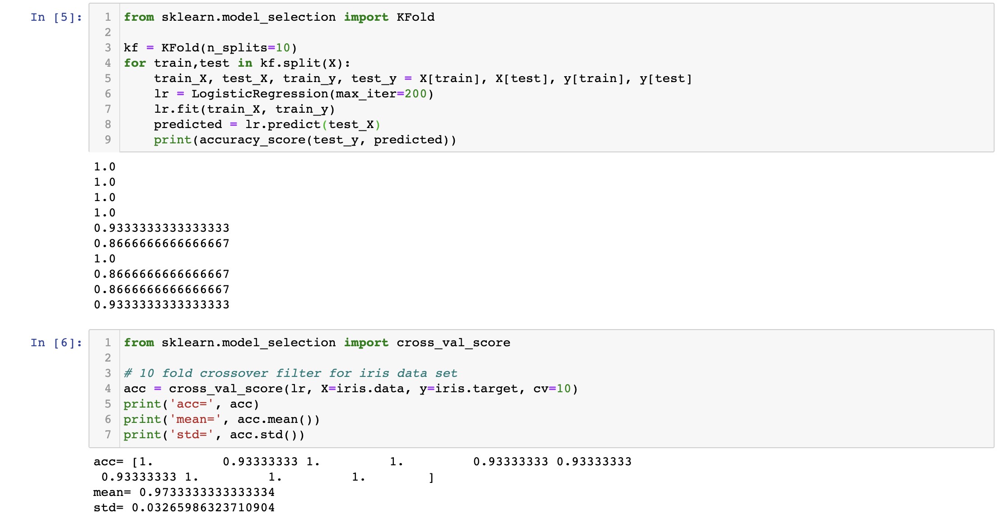 In [5]:
1 from sklearn.model_selection import KFold
2
3 kf = KFold(n_splits=10)
4 for train,test in kf.split(X):
5     train_X, test_X, train_y, test_y = X[train], X[test], y[train], y[test]
6     lr = LogisticRegression(max_iter=200)
7     lr.fit(train_X, train_y)
8     predicted = lr.predict(test_X)
9     print(accuracy_score(test_y, predicted))
1.0
1.0
1.0
1.0
0.9333333333333333
0.8666666666666667
1.0
0.8666666666666667
0.8666666666666667
0.9333333333333333
In [6]:
1 from sklearn.model_selection import cross_val_score
2
3 # 10 fold crossover filter for iris data set
4 acc = cross_val_score(lr, X=iris.data, y=iris.target, cv=10)
5 print('acc=', acc)
6 print('mean=', acc.mean())
7 print('std=', acc.std())
acc= [1.         0.93333333 1.         1.         0.93333333 0.93333333
 0.93333333 1.         1.         1.        ]
mean= 0.9733333333333334
std= 0.03265986323710904